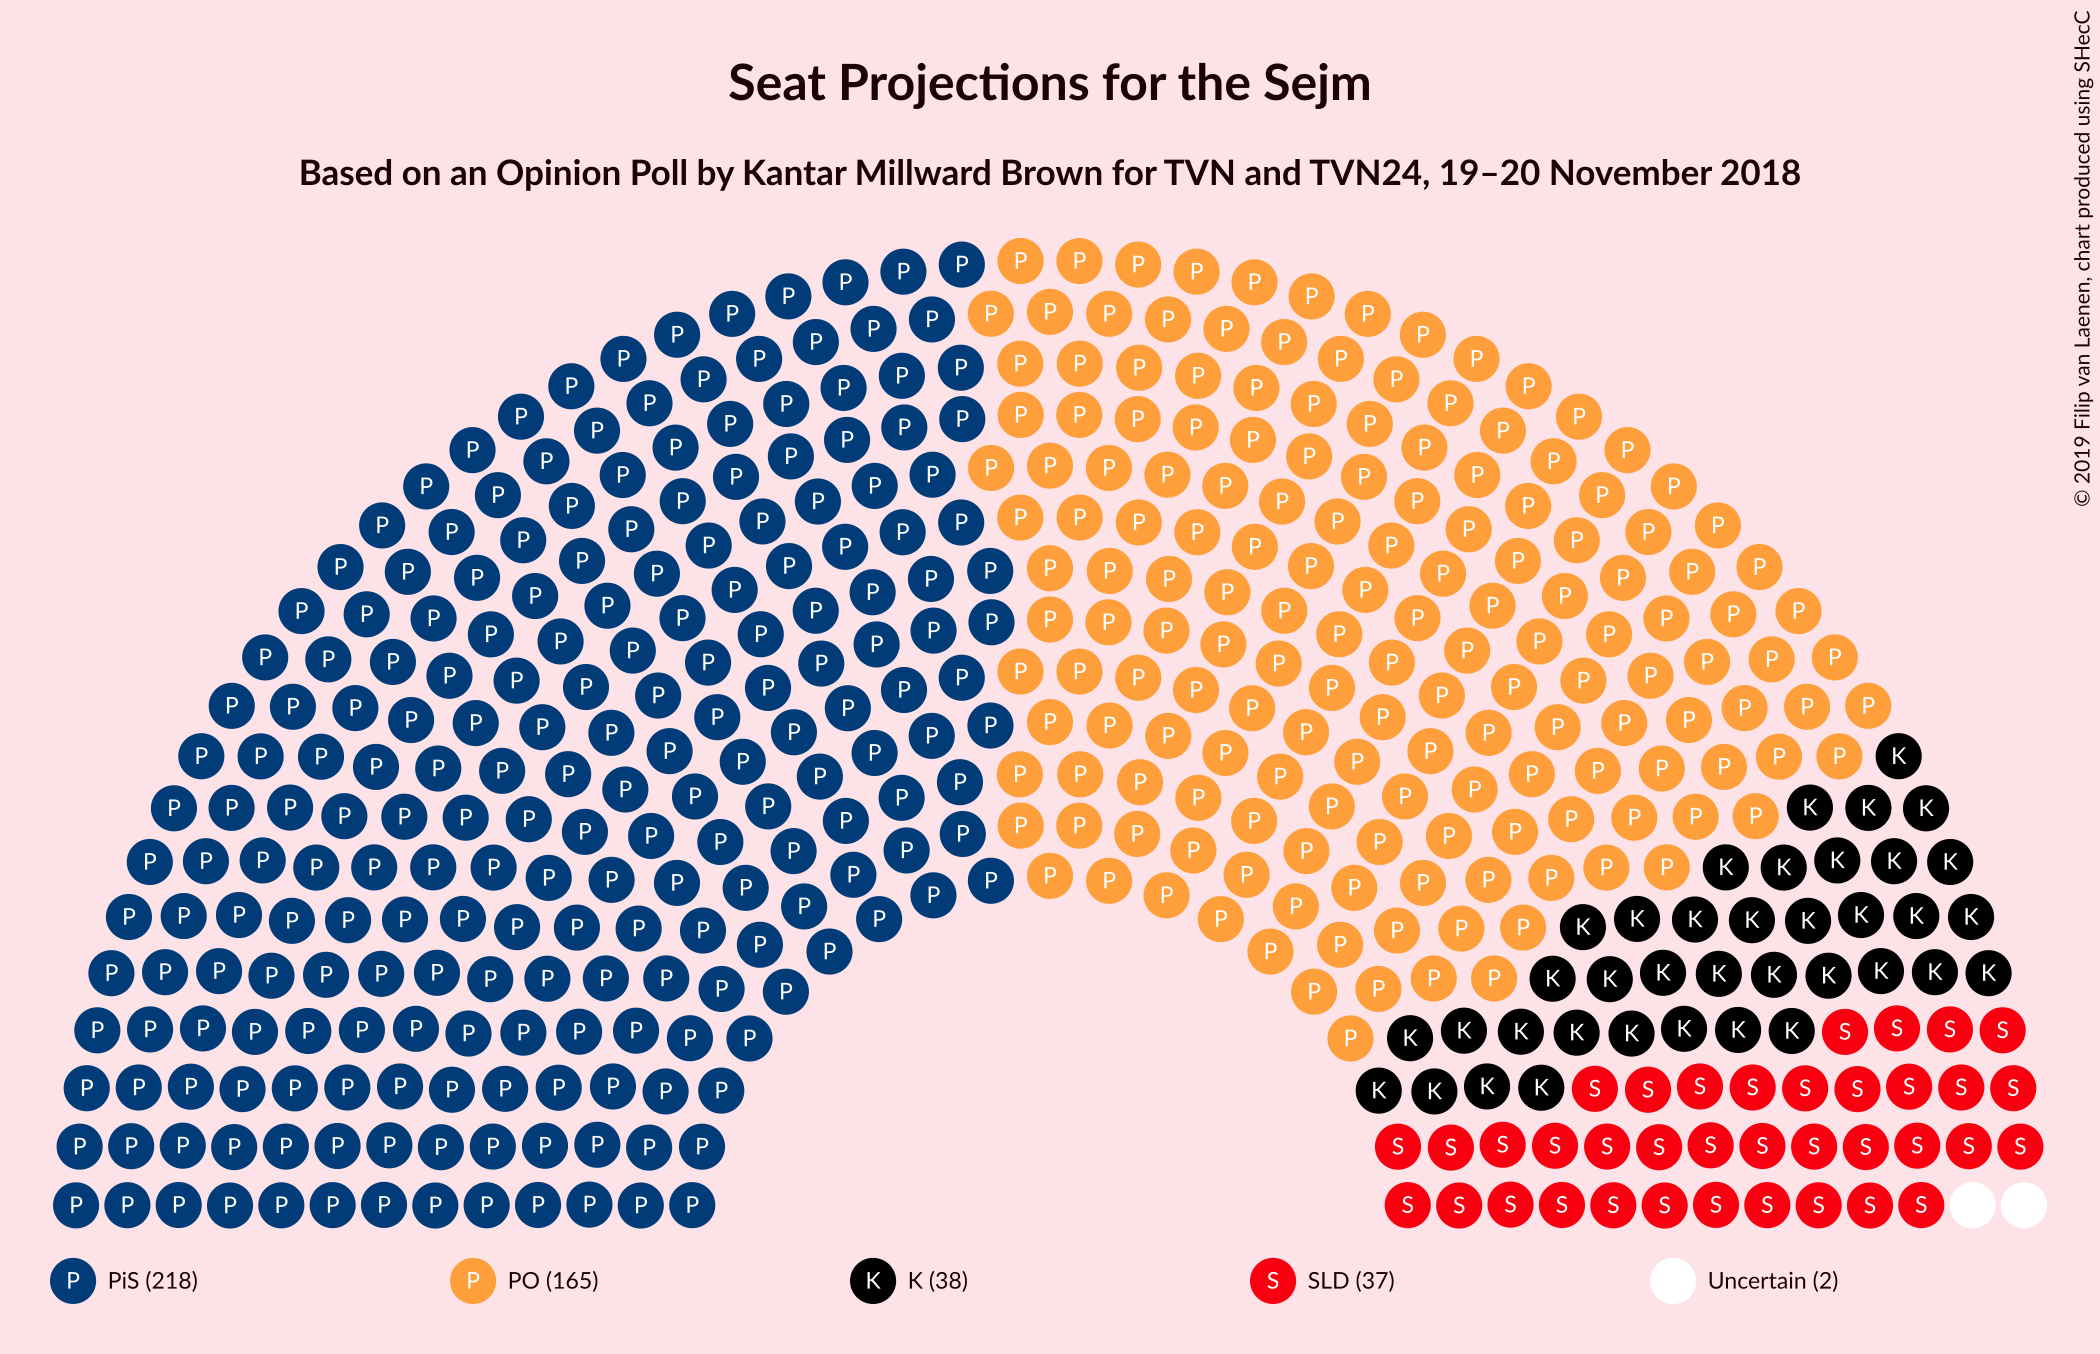 Seat Projections for the Sejm
Based on an Opinion Poll by Kantar Millward Brown for TVN and TVN24, 19–20 November 2018
© 2019 Filip van Laenen, chart produced using SHecC
P PiS (218)
P PO (165)
K K (38)
S SLD (37)
Uncertain (2)